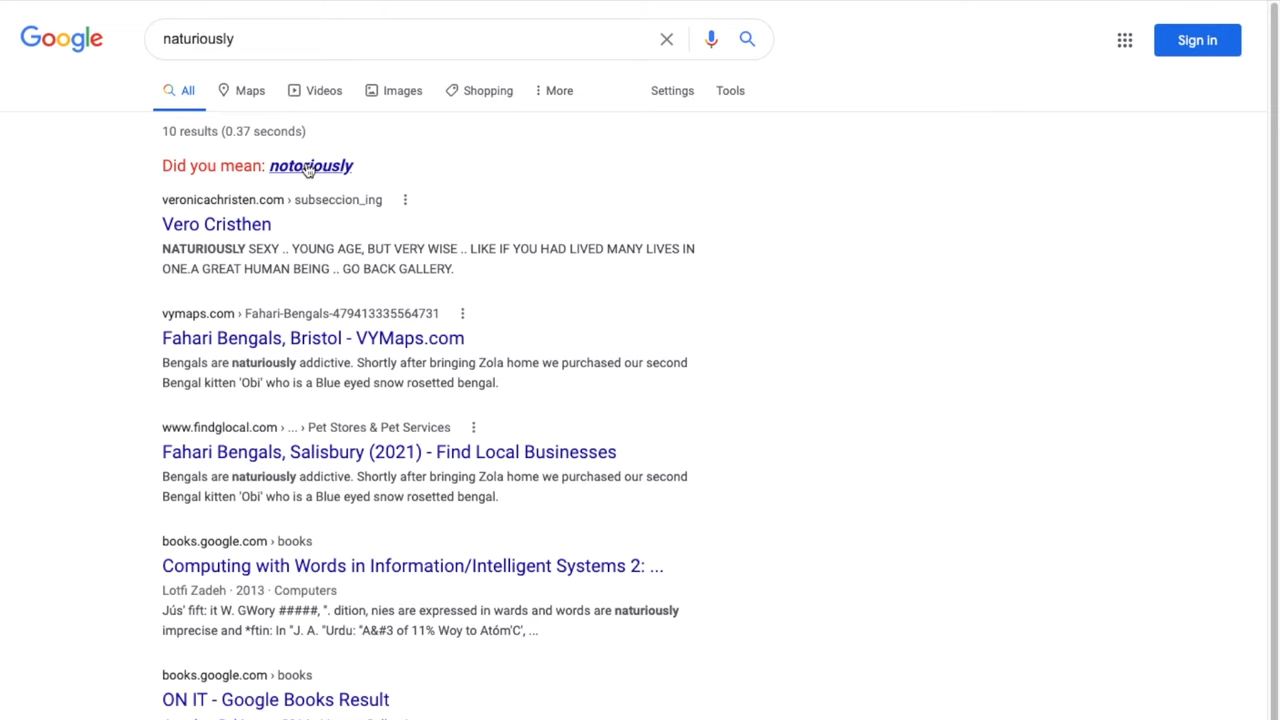 Google
naturiously
Sign in
All Maps Videos Images Shopping More Settings Tools
10 results (0.37 seconds)
Did you mean: notoriously
veronicachristen.com › subseccion_ing
Vero Cristhen
NATURIOUSLY SEXY .. YOUNG AGE, BUT VERY WISE .. LIKE IF YOU HAD LIVED MANY LIVES IN
ONE.A GREAT HUMAN BEING .. GO BACK GALLERY.
vymaps.com › Fahari-Bengals-479413335564731
Fahari Bengals, Bristol - VYMaps.com
Bengals are naturiously addictive. Shortly after bringing Zola home we purchased our second
Bengal kitten 'Obi' who is a Blue eyed snow rosetted bengal.
www.findglocal.com › ... › Pet Stores & Pet Services
Fahari Bengals, Salisbury (2021) - Find Local Businesses
Bengals are naturiously addictive. Shortly after bringing Zola home we purchased our second
Bengal kitten 'Obi' who is a Blue eyed snow rosetted bengal.
books.google.com › books
Computing with Words in Information/Intelligent Systems 2: ...
Lotfi Zadeh · 2013 · Computers
Jús' fift: it W. GWory #####, ". dition, nies are expressed in wards and words are naturiously
imprecise and *ftin: In "J. A. "Urdu: "A&#3 of 11% Woy to Atóm'C', ...
books.google.com › books
ON IT - Google Books Result